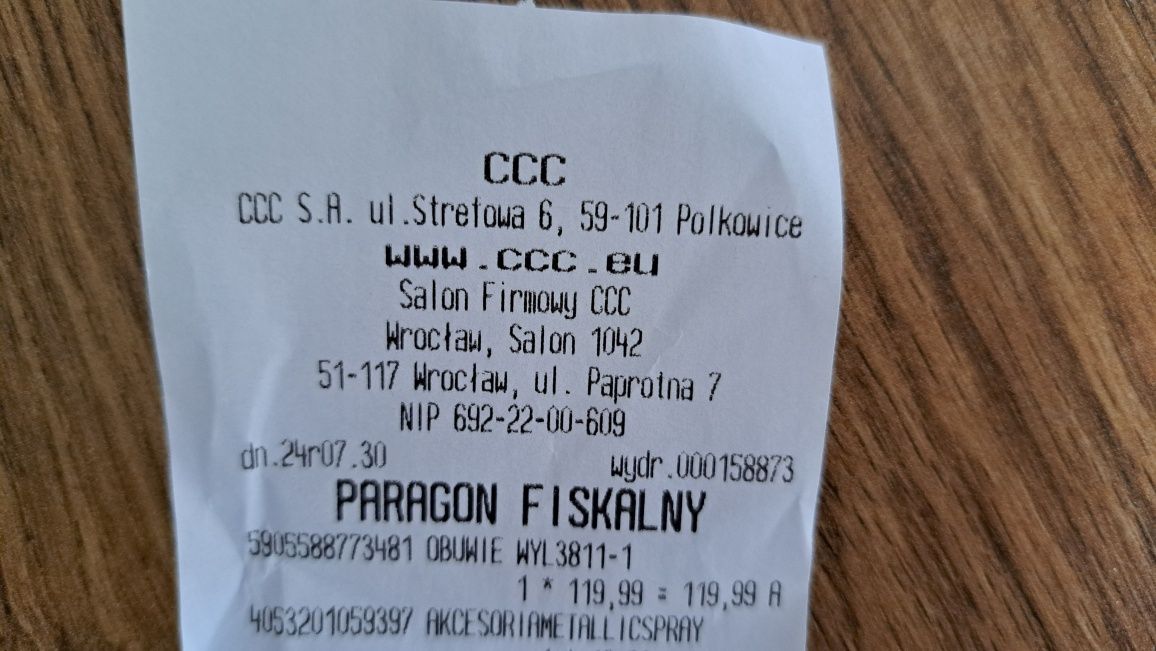 CCC
CCC S.A. ul.Strefowa 6, 59-101 Polkowice
www.ccc.eu
Salon Firmowy CCC
Wrocław, Salon 1042
51-117 Wrocław, ul. Paprotna 7
NIP 692-22-00-609
dn.24r07.30 wydr.000158873
PARAGON FISKALNY
5905588773481 OBUWIE WYL3811-1
1 * 119,99 = 119,99 A
4053201059397 AKCESORIAMETALLICSPRAY